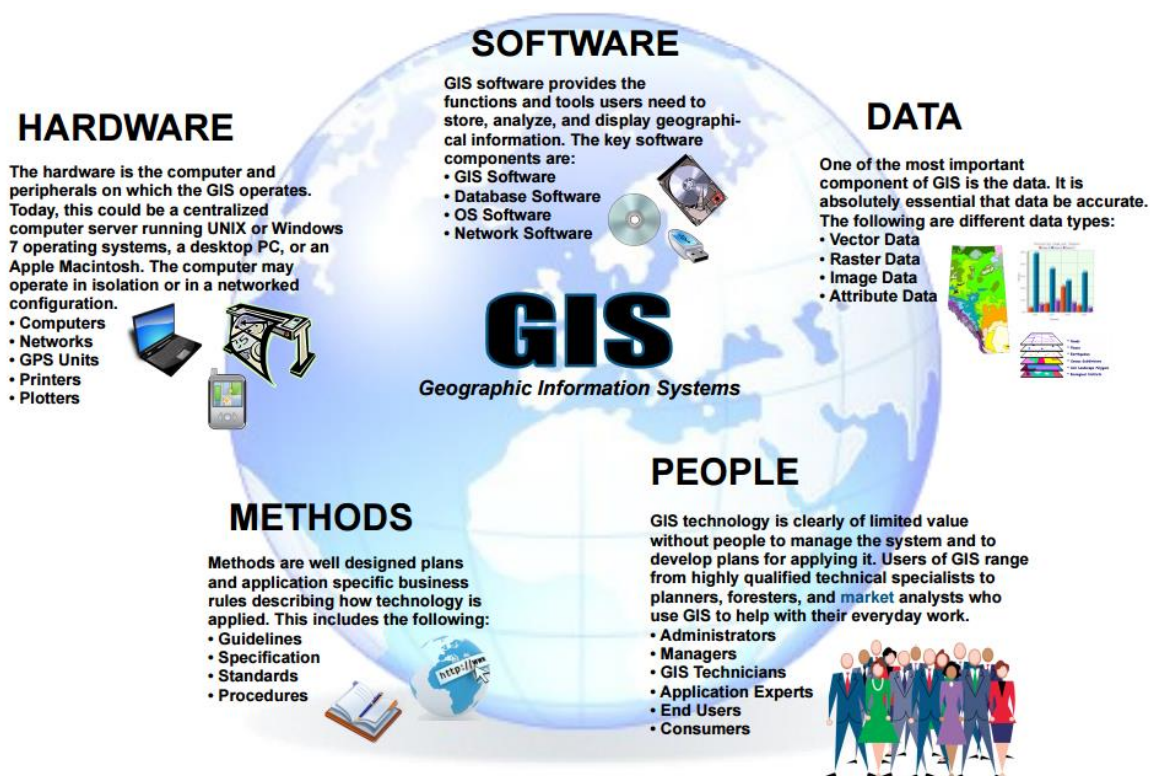 SOFTWARE
GIS software provides the
functions and tools users need to
store, analyze, and display geographi-
cal information. The key software
components are:
• GIS Software
• Database Software
• OS Software
• Network Software
HARDWARE
The hardware is the computer and
peripherals on which the GIS operates.
Today, this could be a centralized
computer server running UNIX or Windows
7 operating systems, a desktop PC, or an
Apple Macintosh. The computer may
operate in isolation or in a networked
configuration.
• Computers
• Networks
• GPS Units
• Printers
• Plotters
DATA
One of the most important
component of GIS is the data. It is
absolutely essential that data be accurate.
The following are different data types:
• Vector Data
• Raster Data
• Image Data
• Attribute Data
GIS
Geographic Information Systems
METHODS
Methods are well designed plans
and application specific business
rules describing how technology is
applied. This includes the following:
• Guidelines
• Specification
• Standards
• Procedures
http://www
PEOPLE
GIS technology is clearly of limited value
without people to manage the system and to
develop plans for applying it. Users of GIS range
from highly qualified technical specialists to
planners, foresters, and market analysts who
use GIS to help with their everyday work.
• Administrators
• Managers
• GIS Technicians
• Application Experts
• End Users
• Consumers